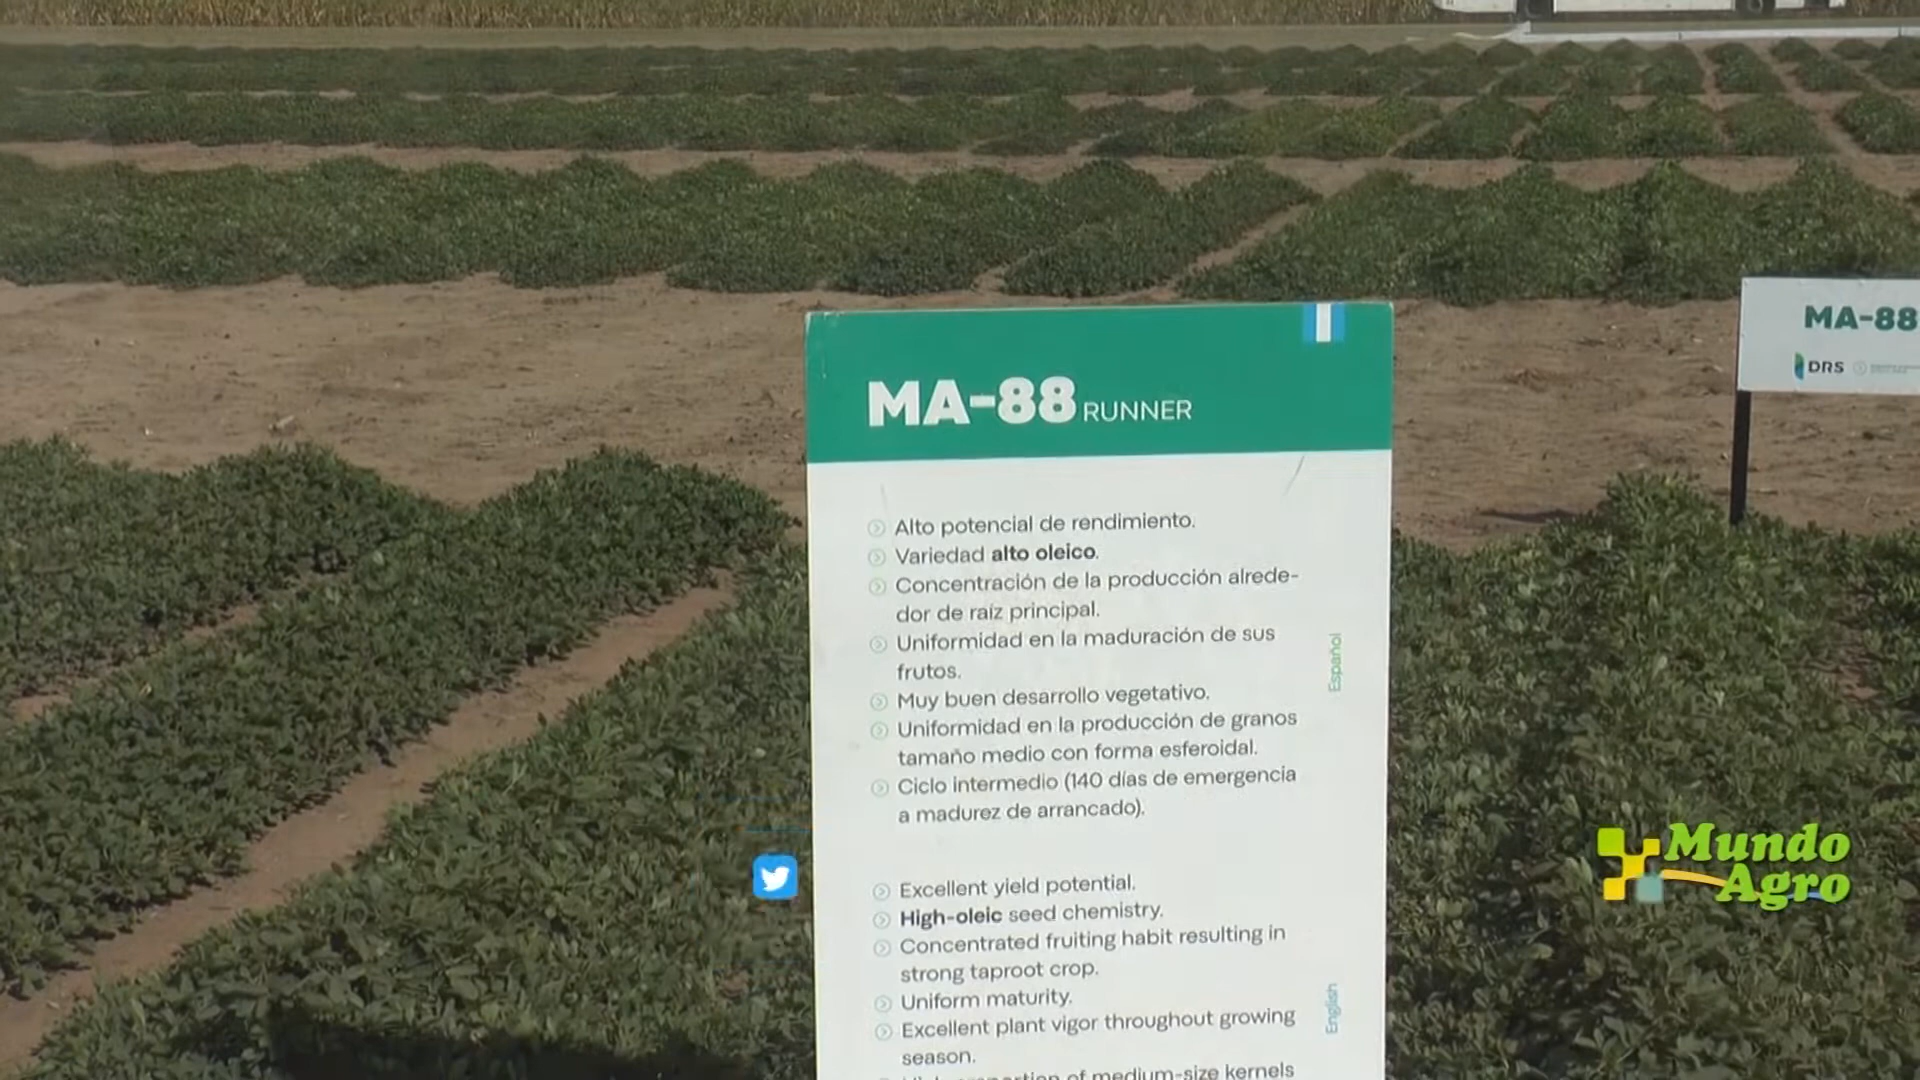 MA-88 RUNNER
Alto potencial de rendimiento.
Variedad alto oleico.
Concentración de la producción alrede-
dor de raíz principal.
Uniformidad en la maduración de sus
frutos.
Muy buen desarrollo vegetativo.
Uniformidad en la producción de granos
tamaño medio con forma esferoidal.
Ciclo intermedio (140 días de emergencia
a madurez de arrancado).
Español
Excellent yield potential.
High-oleic seed chemistry.
Concentrated fruiting habit resulting in
strong taproot crop.
Uniform maturity.
Excellent plant vigor throughout growing
season.
of medium-size kernels
English
MA-88
DRS
Mundo
Agro